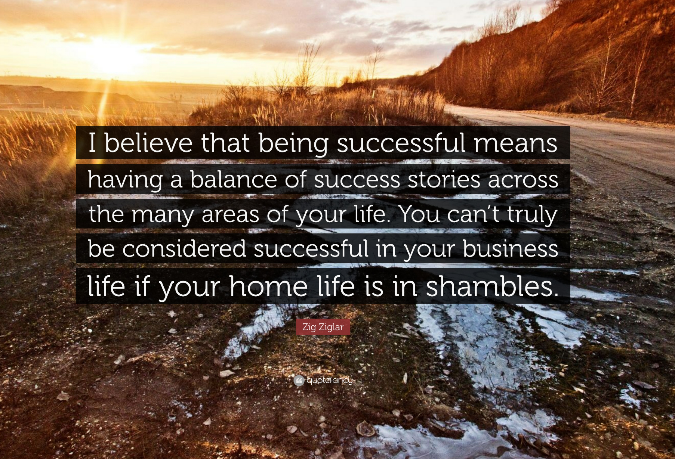 I believe that being successful means
having a balance of success stories across
the many areas of your life. You can't truly
be considered successful in your business
life if your home life is in shambles.
Zig Ziglar
quotefancy